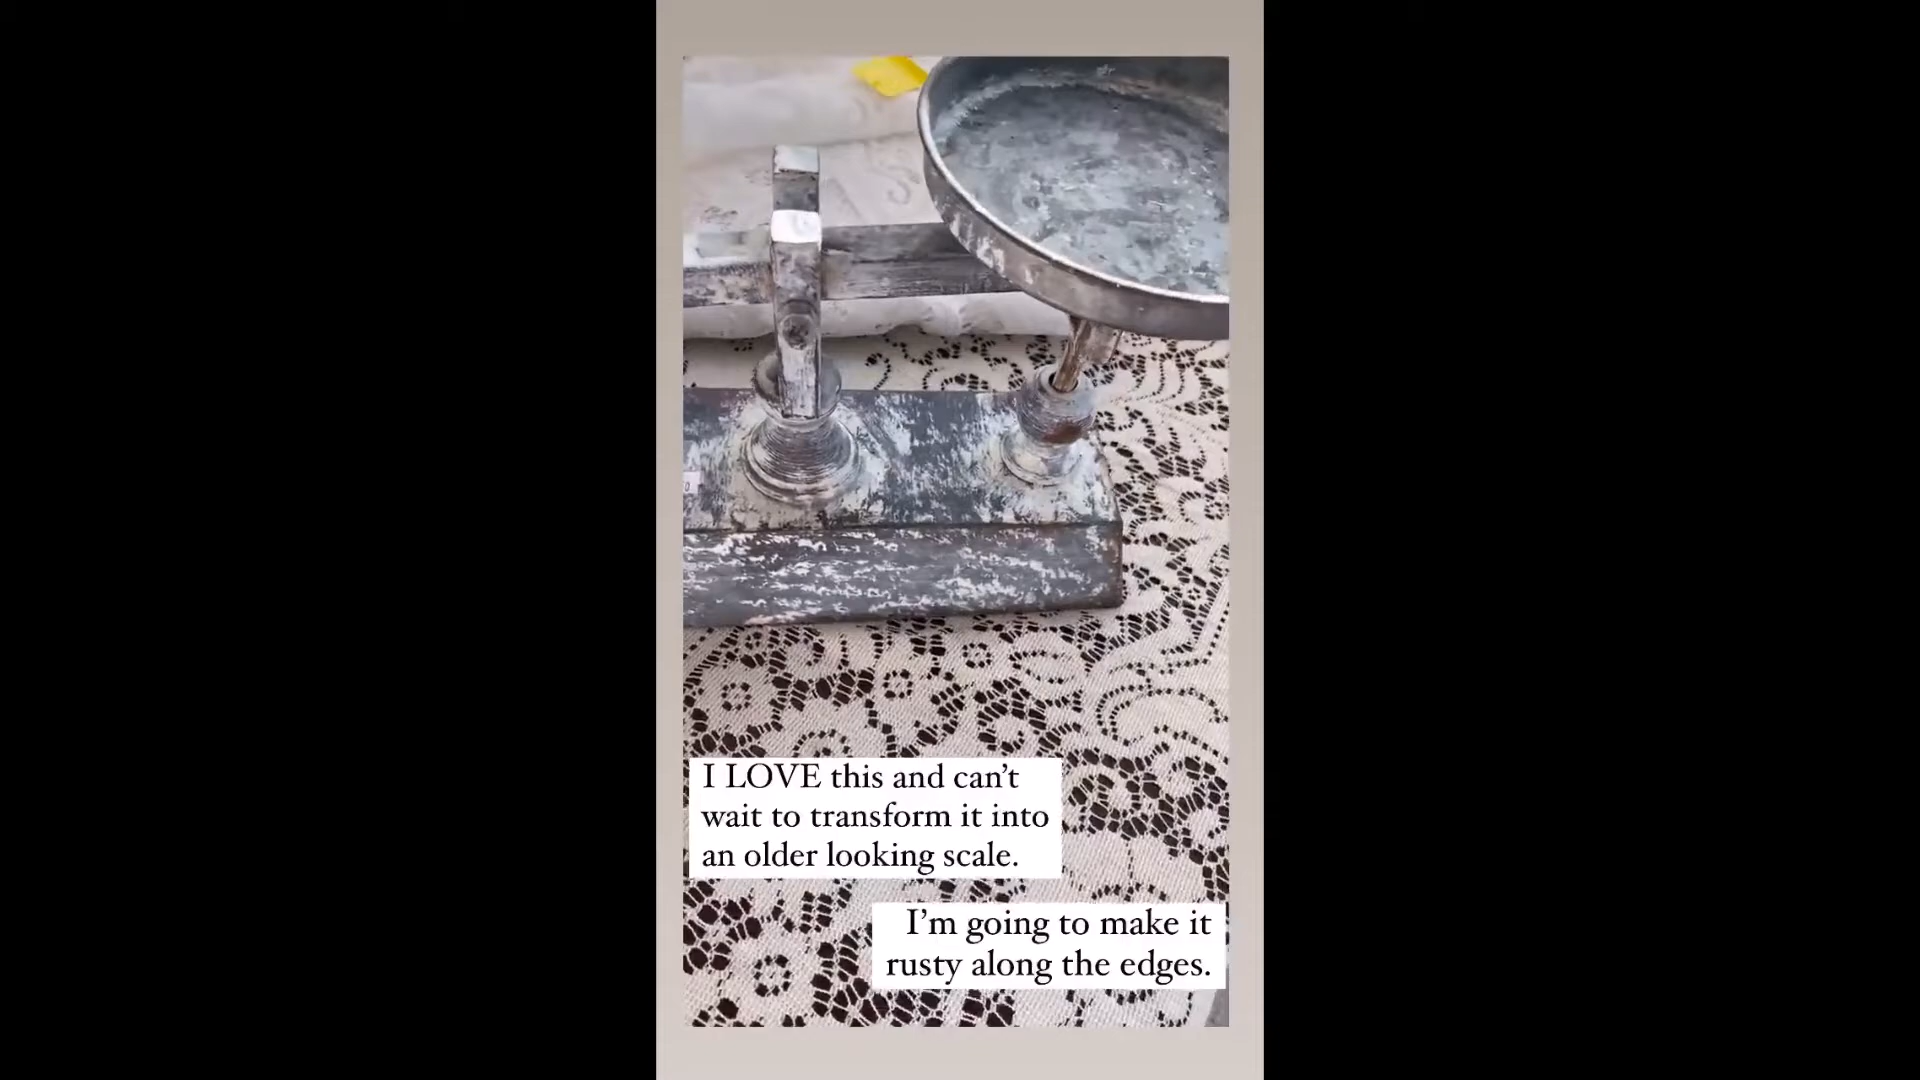 I LOVE this and can't
wait to transform it into
an older looking scale.
I'm going to make it
rusty along the edges.